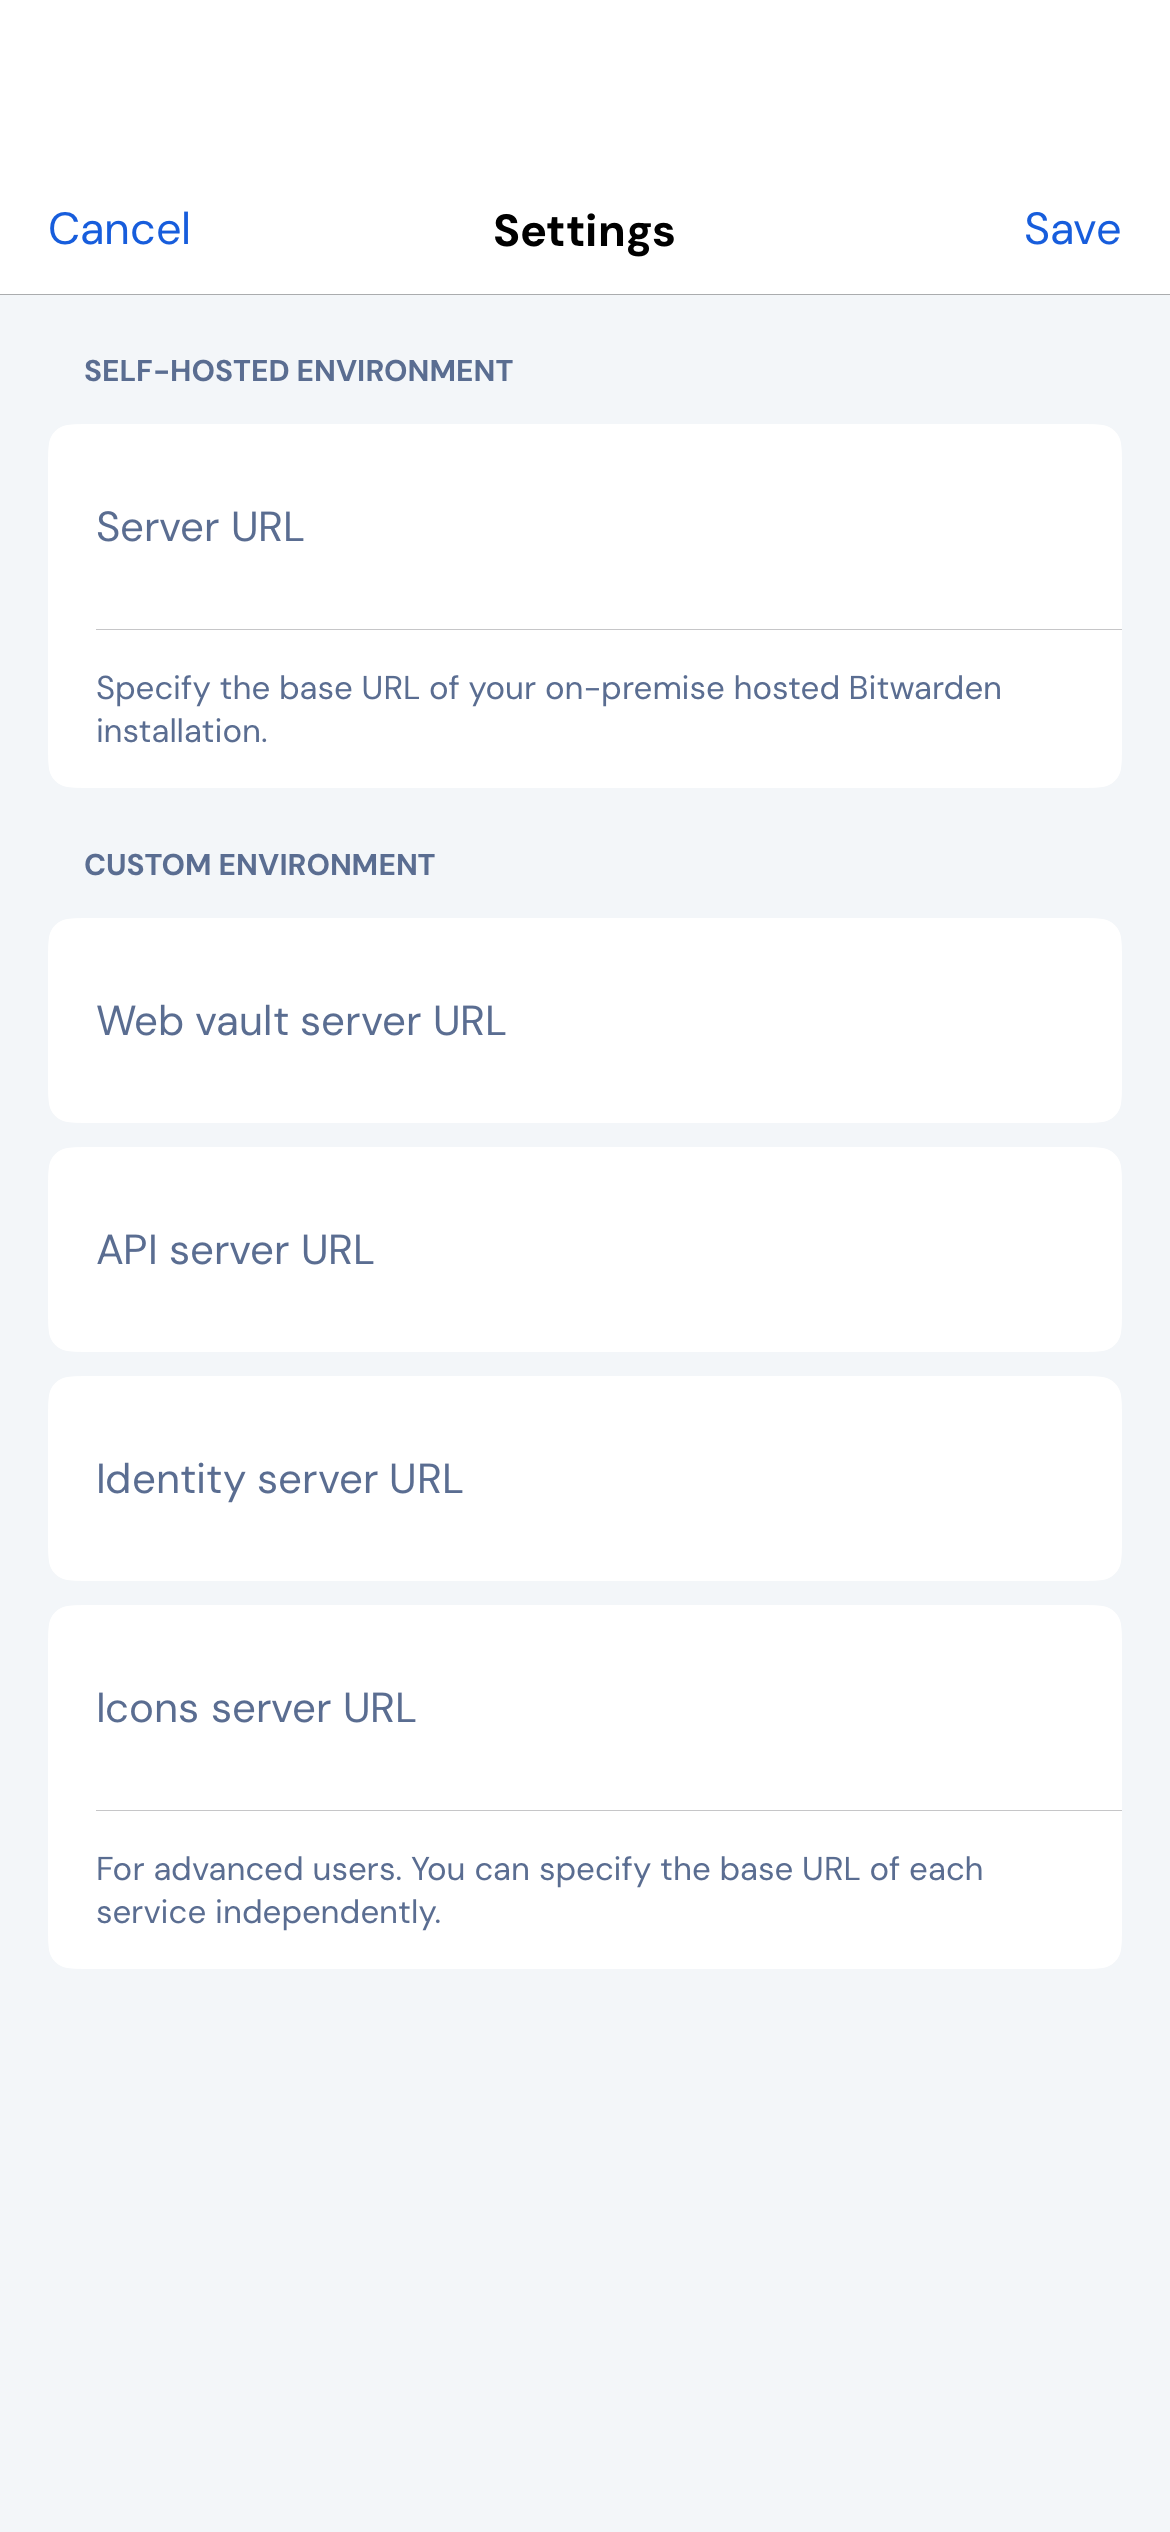 Cancel
Settings
Save
SELF-HOSTED ENVIRONMENT
Server URL
Specify the base URL of your on-premise hosted Bitwarden
installation.
CUSTOM ENVIRONMENT
Web vault server URL
API server URL
Identity server URL
Icons server URL
For advanced users. You can specify the base URL of each
service independently.